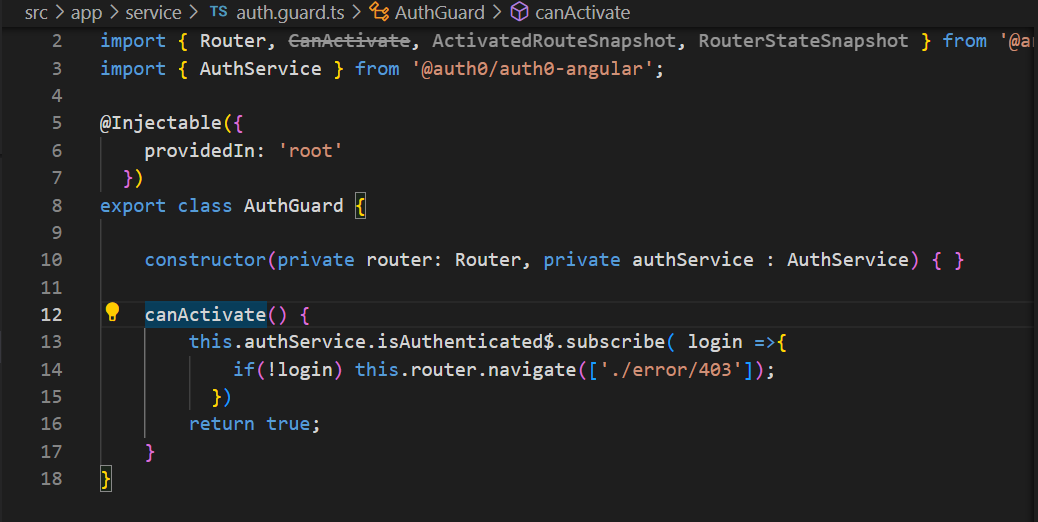 src > app > service > TS auth.guard.ts > AuthGuard > canActivate
2 import { Router, CanActivate, ActivatedRouteSnapshot, RouterStateSnapshot } from '@a
3 import { AuthService } from '@auth0/auth0-angular';
4
5 @Injectable({
6 providedIn: 'root'
7 })
8 export class AuthGuard {
9
10 constructor(private router: Router, private authService : AuthService) { }
11
12 canActivate() {
13 this.authService.isAuthenticated$.subscribe( login =>{
14 if(!login) this.router.navigate(['./error/403']);
15 })
16 return true;
17 }
18 }